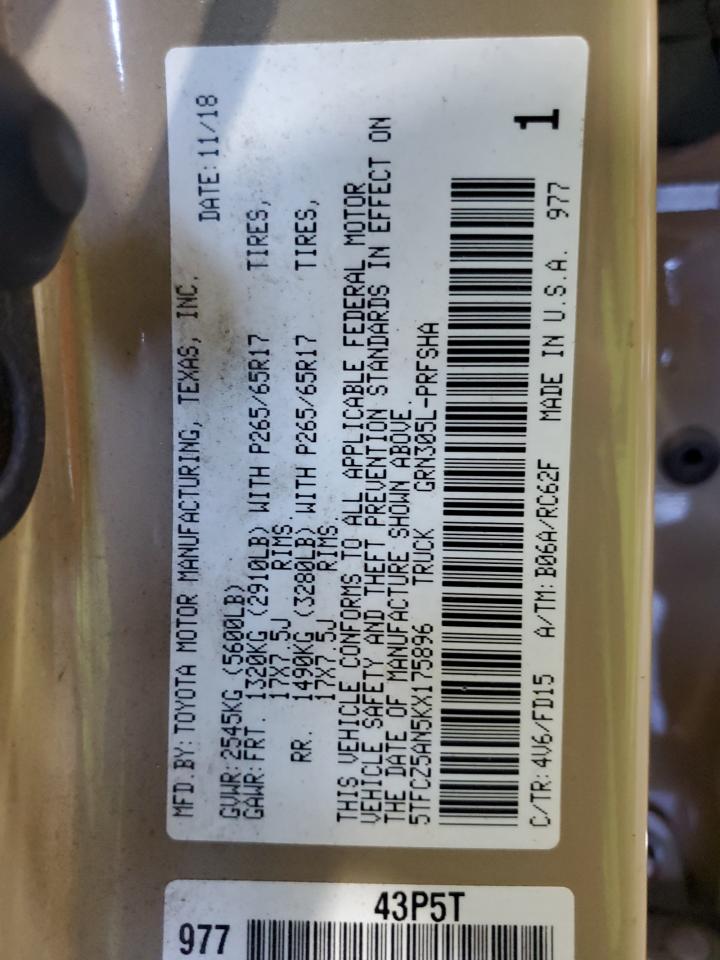 MFD.BY:TOYOTA MOTOR MANUFACTURING, TEXAS, INC. DATE:11/18
GVWR:2545KG (5600LB)
GAWR:FRT. 1320KG (2910LB) WITH P265/65R17 TIRES,
17X7.5J RIMS.
RR. 1490KG (3280LB) WITH P265/65R17 TIRES,
17X7.5J RIMS.
THIS VEHICLE CONFORMS TO ALL APPLICABLE FEDERAL MOTOR
VEHICLE SAFETY AND THEFT PREVENTION STANDARDS IN EFFECT ON
THE DATE OF MANUFACTURE SHOWN ABOVE.
5TFCZ5AN5KX175896 TRUCK GRN305L-PRFSHA
1
C/TR:4V6/FD15 A/TM:B06A/RC62F MADE IN U.S.A. 977
43P5T
977